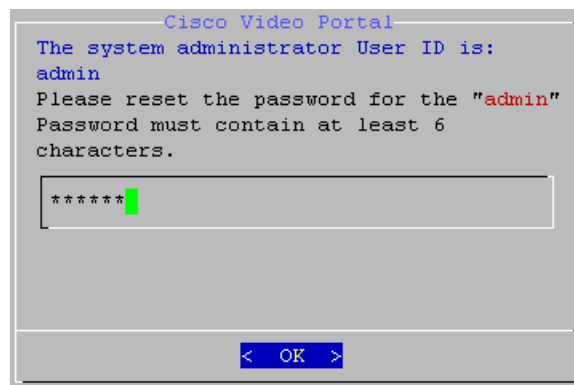 Cisco Video Portal
The system administrator User ID is:
admin
Please reset the password for the "admin"
Password must contain at least 6
characters.
******
< OK >